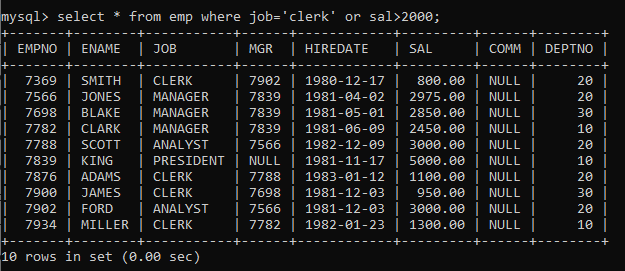 mysql> select * from emp where job='clerk' or sal>2000;
+-------+--------+-----------+------+------------+---------+------+--------+
| EMPNO | ENAME  | JOB       | MGR  | HIREDATE   | SAL     | COMM | DEPTNO |
+-------+--------+-----------+------+------------+---------+------+--------+
|  7369 | SMITH  | CLERK     | 7902 | 1980-12-17 |  800.00 | NULL |     20 |
|  7566 | JONES  | MANAGER   | 7839 | 1981-04-02 | 2975.00 | NULL |     20 |
|  7698 | BLAKE  | MANAGER   | 7839 | 1981-05-01 | 2850.00 | NULL |     30 |
|  7782 | CLARK  | MANAGER   | 7839 | 1981-06-09 | 2450.00 | NULL |     10 |
|  7788 | SCOTT  | ANALYST   | 7566 | 1982-12-09 | 3000.00 | NULL |     20 |
|  7839 | KING   | PRESIDENT | NULL | 1981-11-17 | 5000.00 | NULL |     10 |
|  7876 | ADAMS  | CLERK     | 7788 | 1983-01-12 | 1100.00 | NULL |     20 |
|  7900 | JAMES  | CLERK     | 7698 | 1981-12-03 |  950.00 | NULL |     30 |
|  7902 | FORD   | ANALYST   | 7566 | 1981-12-03 | 3000.00 | NULL |     20 |
|  7934 | MILLER | CLERK     | 7782 | 1982-01-23 | 1300.00 | NULL |     10 |
+-------+--------+-----------+------+------------+---------+------+--------+
10 rows in set (0.00 sec)